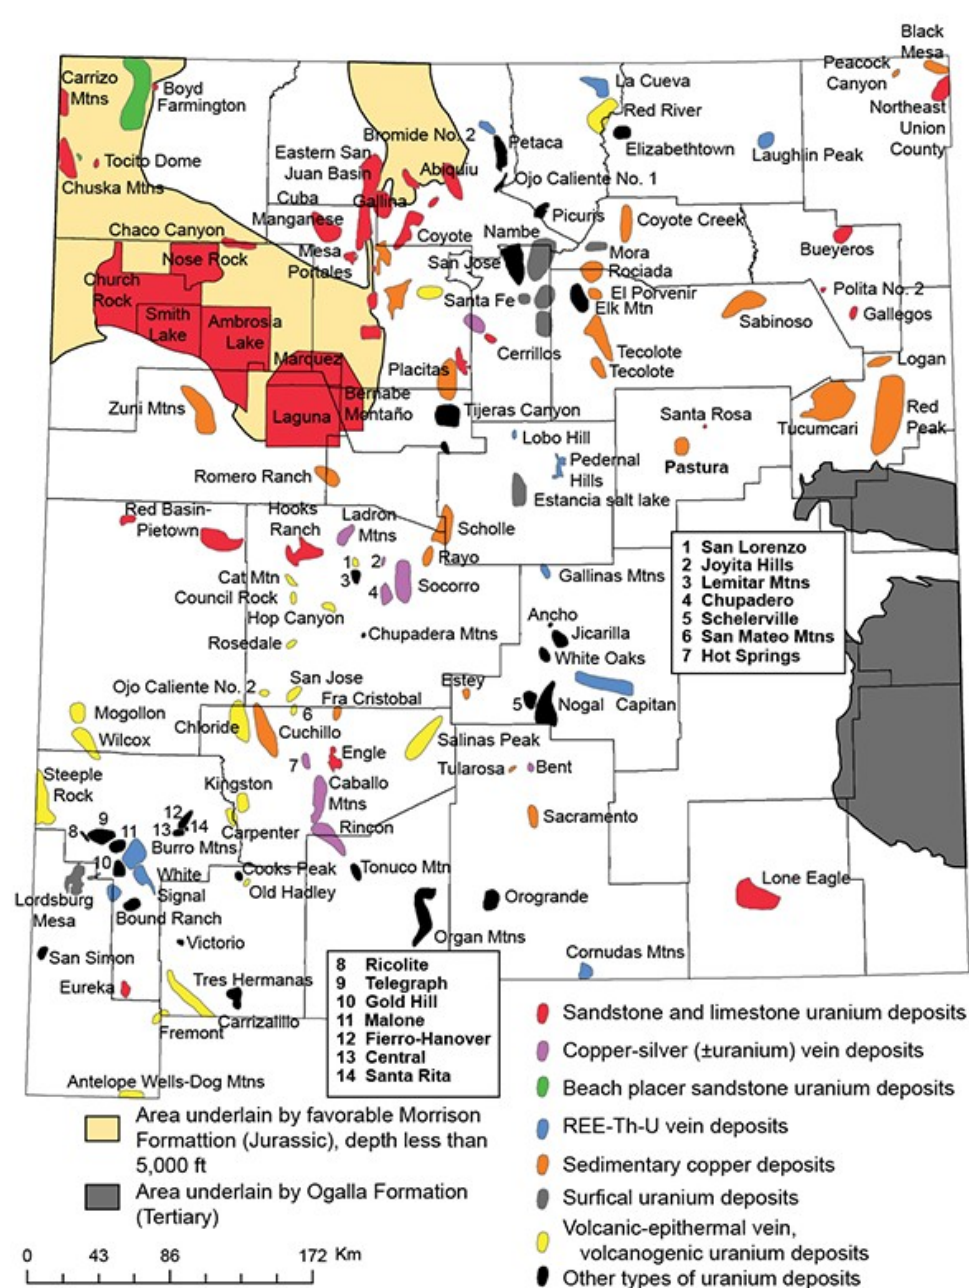 Black
Mesa
Peacock
Canyon
Northeast
Union
County
Carrizo
Mtns
Boyd
Farmington
La Cueva
Red River
Bromide No. 2
Petaca
Elizabethtown
Laughlin Peak
Eastern San
Juan Basin
Abiquiu
Tocito Dome
Chuska Mtns
Ojo Caliente No. 1
Cuba
Manganese
Gallina
Picuris
Coyote Creek
Chaco Canyon
Coyote
Nambe
Mora
Bueyeros
Nose Rock
Mesa
Portales
San Jose
Rociada
Church
Rock
Santa Fe
El Porvenir
Elk Mtn
Polita No. 2
Gallegos
Sabinoso
Smith
Lake
Ambrosia
Lake
Cerrillos
Tecolote
Tecolote
Logan
Marquez
Placitas
Zuni Mtns
Laguna
Bernabe
Montaño
Tijeras Canyon
Santa Rosa
Tucumcari
Red
Peak
Lobo Hill
Pedernal
Hills
Pastura
Romero Ranch
Estancia salt lake
Red Basin-
Pietown
Hooks
Ranch
Ladron
Mtns
Scholle
Rayo
1
2
3
4
Socorro
Cat Mtn
Council Rock
Hop Canyon
Gallinas Mtns
1 San Lorenzo
2 Joyita Hills
3 Lemitar Mtns
4 Chupadero
5 Schelerville
6 San Mateo Mtns
7 Hot Springs
Chupadera Mtns
Ancho
Jicarilla
White Oaks
Rosedale
Ojo Caliente No. 2
San Jose
Fra Cristobal
Estey
5
Nogal
Capitan
Mogollon
Wilcox
Chloride
6
Cuchillo
Salinas Peak
7
Engle
Tularosa
Bent
Steeple
Rock
Kingston
Caballo
Mtns
Carpenter
Rincon
Sacramento
8
9
11
12
13
14
Burro Mtns
10
White
Signal
Cooks Peak
Old Hadley
Tonuco Mtn
Lone Eagle
Lordsburg
Mesa
Bound Ranch
Orogrande
Victorio
Organ Mtns
San Simon
Cornudas Mtns
Eureka
Tres Hermanas
Carrizalillo
Fremont
8 Ricolite
9 Telegraph
10 Gold Hill
11 Malone
12 Fierro-Hanover
13 Central
14 Santa Rita
Antelope Wells-Dog Mtns
Area underlain by favorable Morrison
Formattion (Jurassic), depth less than
5,000 ft
Area underlain by Ogalla Formation
(Tertiary)
0 43 86 172 Km
Sandstone and limestone uranium deposits
Copper-silver (±uranium) vein deposits
Beach placer sandstone uranium deposits
REE-Th-U vein deposits
Sedimentary copper deposits
Surfical uranium deposits
Volcanic-epithermal vein,
volcanogenic uranium deposits
Other types of uranium deposits